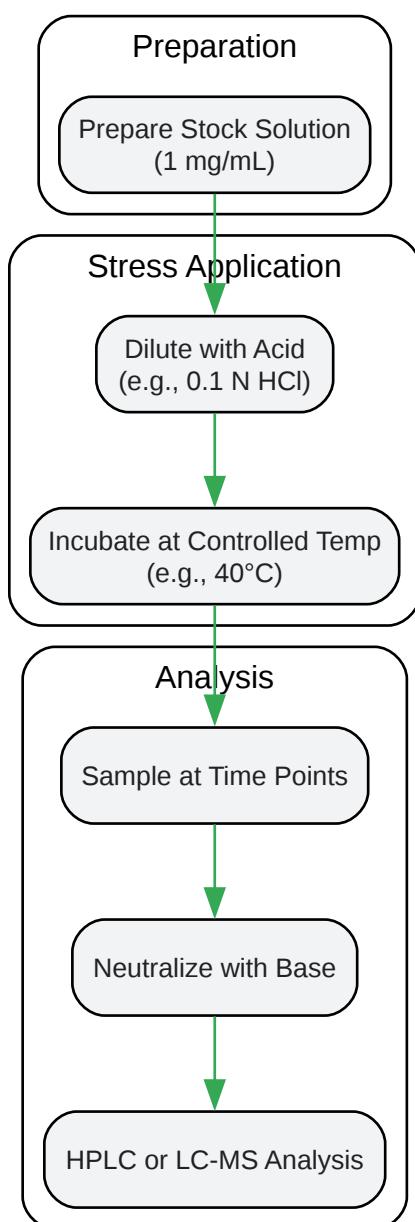 Preparation
Prepare Stock Solution
(1 mg/mL)
Stress Application
Dilute with Acid
(e.g., 0.1 N HCl)
Incubate at Controlled Temp
(e.g., 40°C)
Analysis
Sample at Time Points
Neutralize with Base
HPLC or LC-MS Analysis